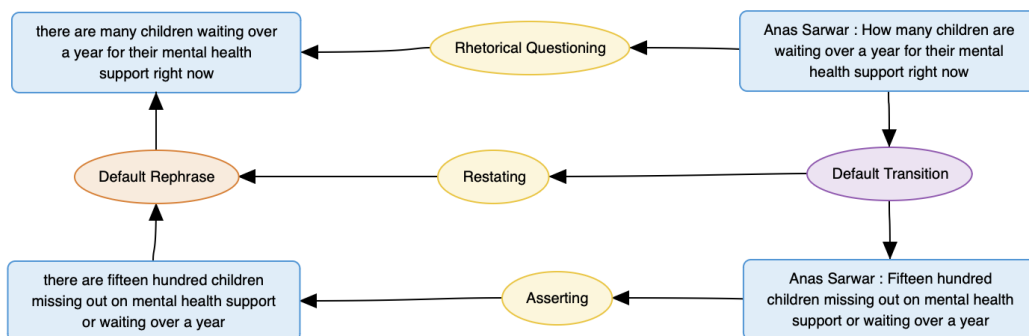 there are many children waiting over
a year for their mental health
support right now
Rhetorical Questioning
Anas Sarwar : How many children are
waiting over a year for their mental
health support right now
Default Rephrase
Restating
Default Transition
there are fifteen hundred children
missing out on mental health support
or waiting over a year
Asserting
Anas Sarwar : Fifteen hundred
children missing out on mental health
support or waiting over a year